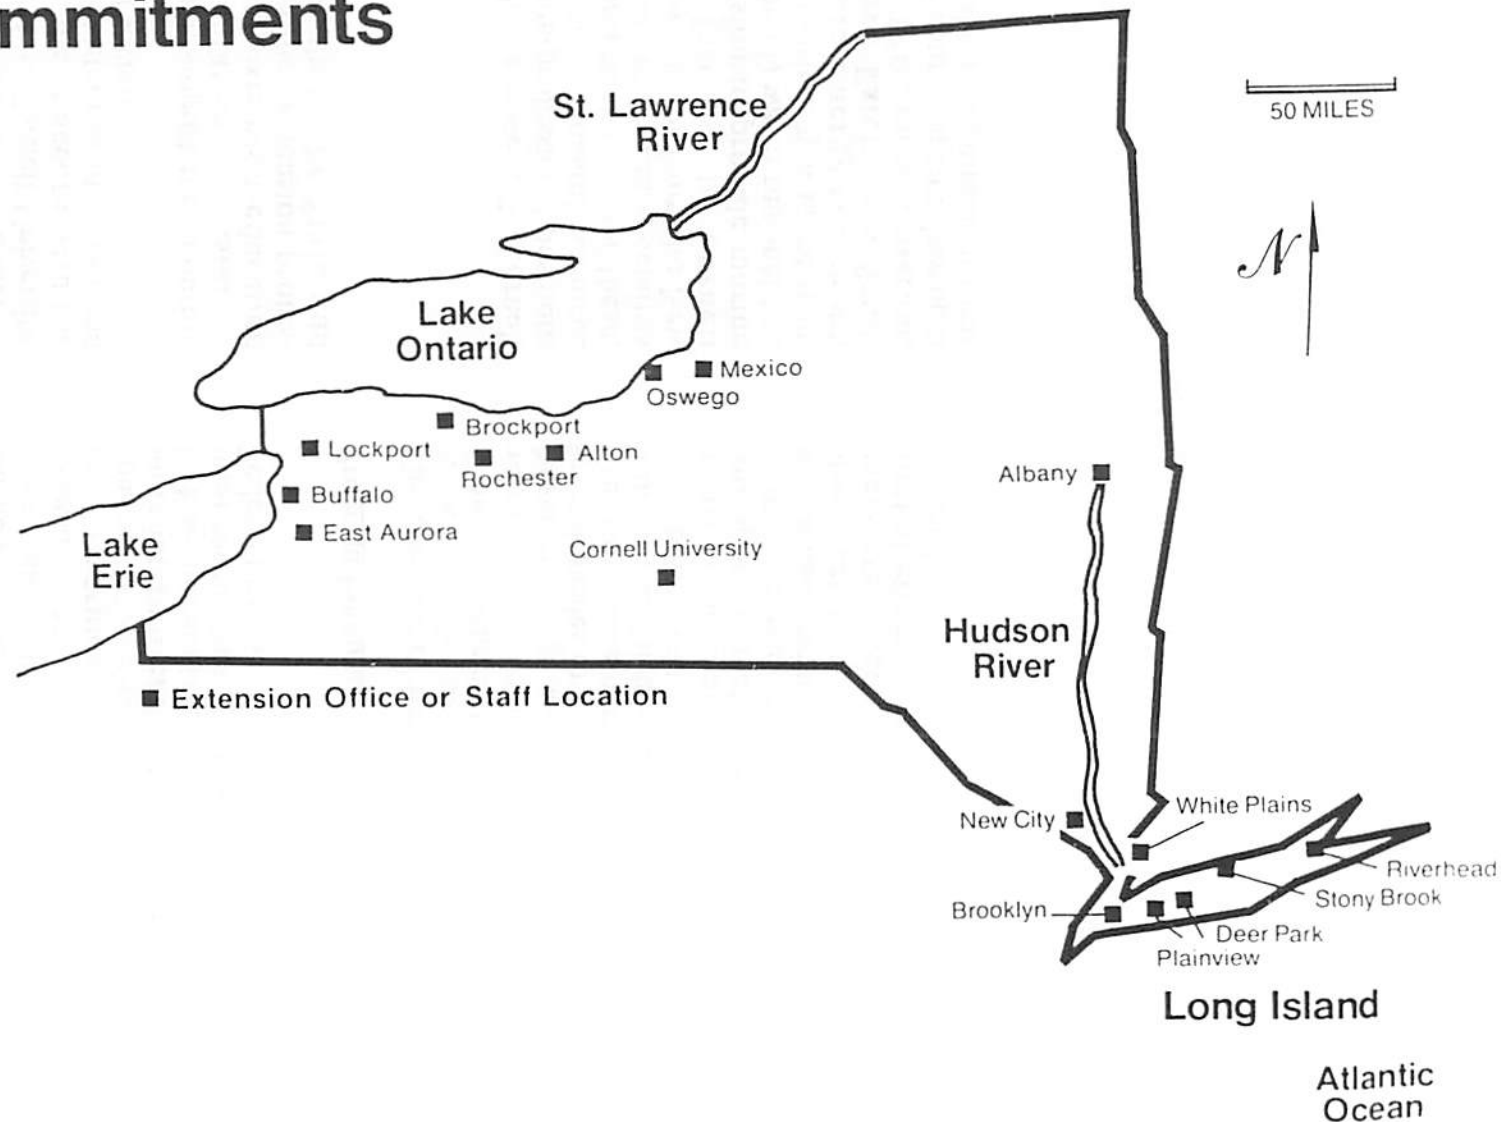 mmitments
St. Lawrence
River
50 MILES
N
Lake
Ontario
Mexico
Oswego
Brockport
Lockport
Alton
Rochester
Albany
Buffalo
East Aurora
Cornell University
Lake
Erie
Hudson
River
Extension Office or Staff Location
New City
White Plains
Riverhead
Stony Brook
Brooklyn
Deer Park
Plainview
Long Island
Atlantic
Ocean